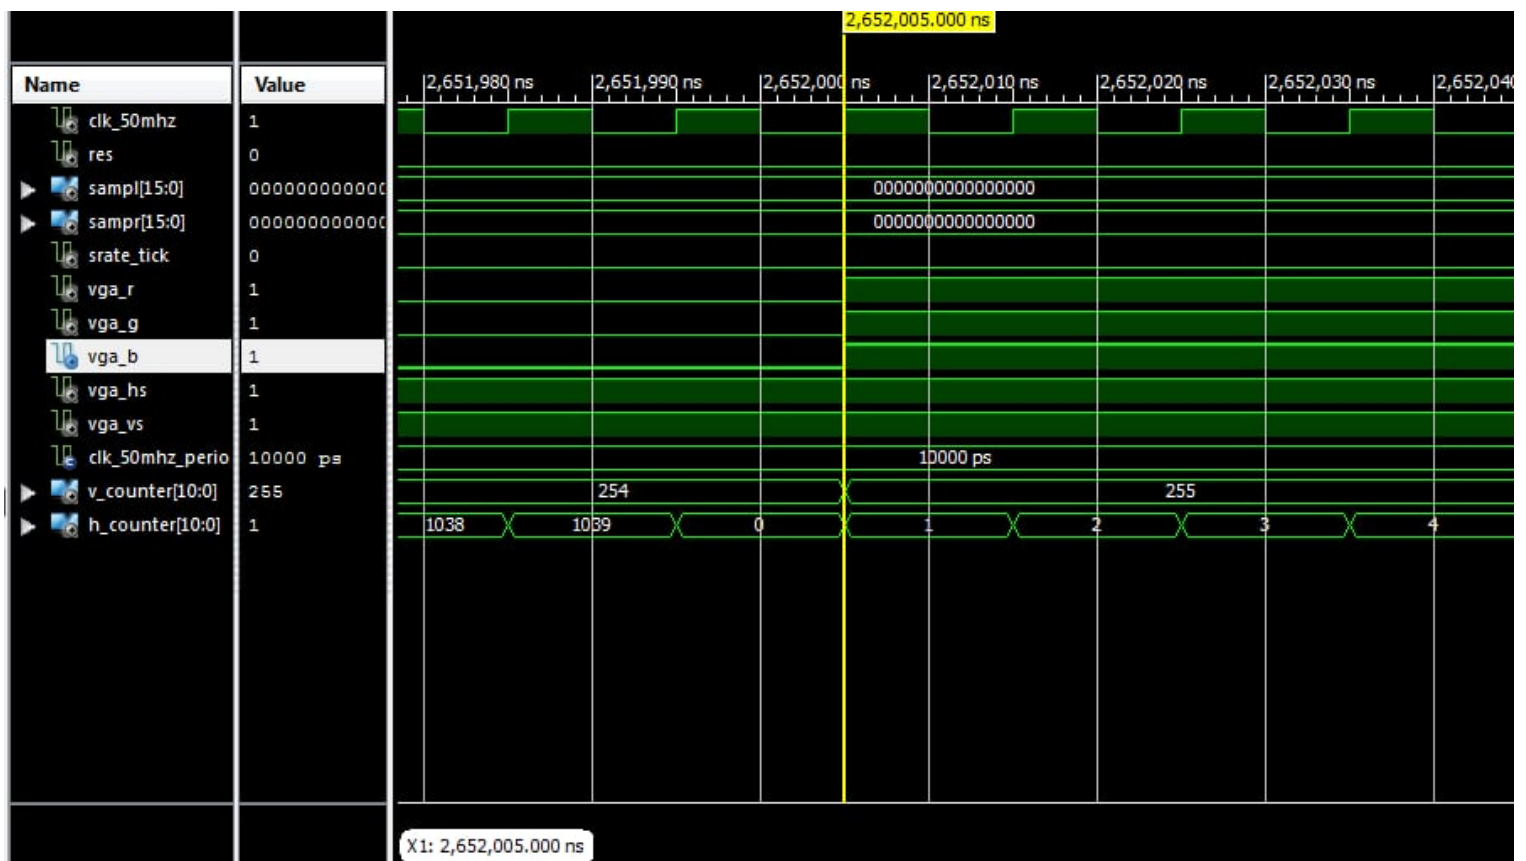 2,652,005.000 ns
Name Value 2,651,980 ns 2,651,990 ns 2,652,000 ns 2,652,010 ns 2,652,020 ns 2,652,030 ns 2,652,040
clk_50mhz 1
res 0
sampl[15:0] 000000000000 0000000000000000
sampr[15:0] 000000000000 0000000000000000
srate_tick 0
vga_r 1
vga_g 1
vga_b 1
vga_hs 1
vga_vs 1
clk_50mhz_perio 10000 ps 10000 ps
v_counter[10:0] 255 254 255
h_counter[10:0] 1 1038 1039 0 1 2 3 4
X1: 2,652,005.000 ns